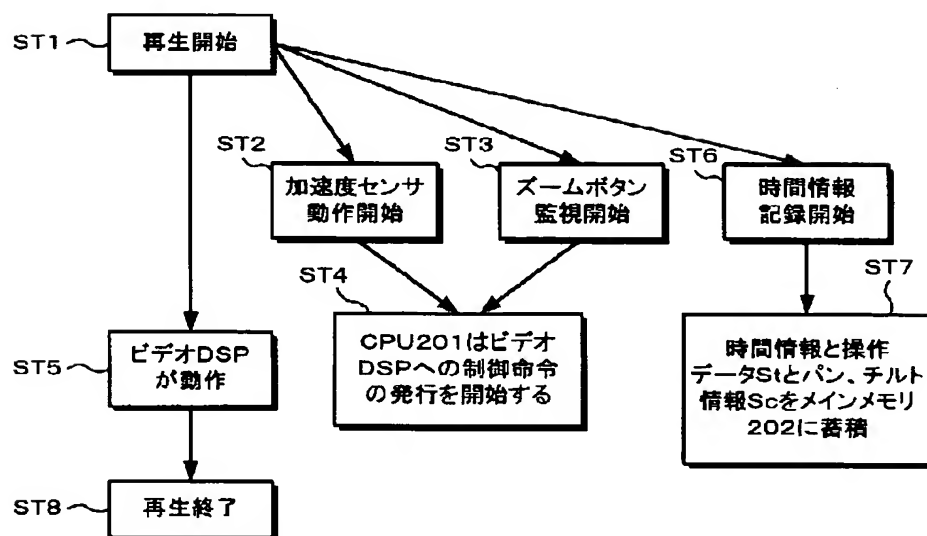 ST1
再生開始
ST2
加速度センサ
動作開始
ST3
ズームボタン
監視開始
ST6
時間情報
記録開始
ST4
CPU201はビデオ
DSPへの制御命令
の発行を開始する
ST7
時間情報と操作
データStとパン、チルト
情報Scをメインメモリ
202に蓄積
ST5
ビデオDSP
が動作
ST8
再生終了